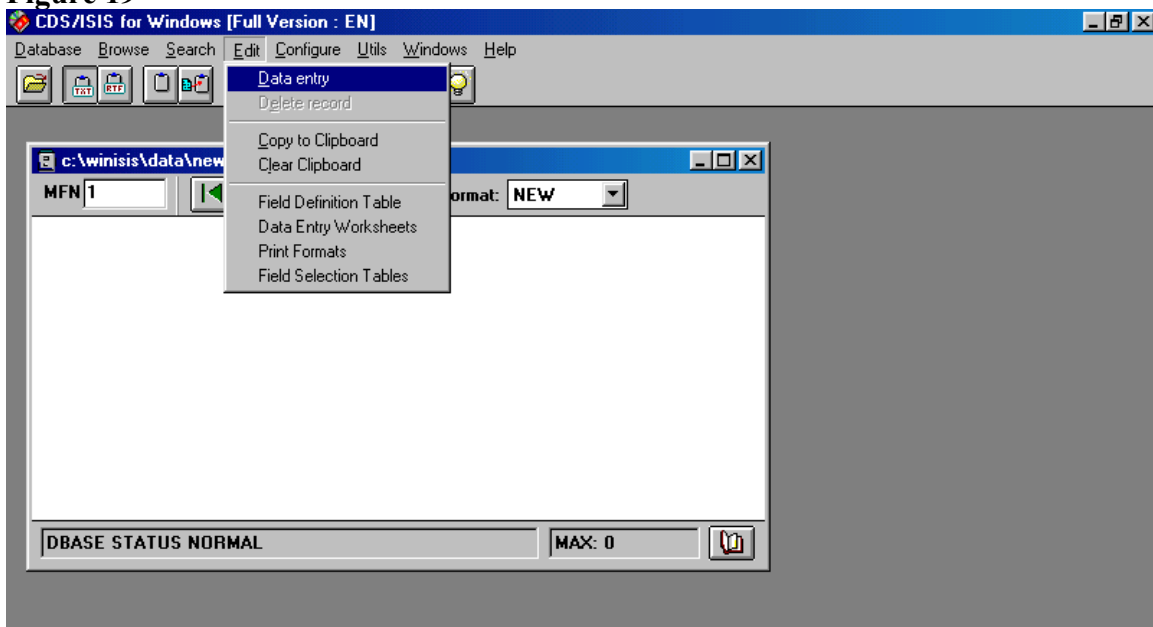 CDS/ISIS for Windows [Full Version : EN]
Database Browse Search Edit Configure Utils Windows Help
TXT RTF
Data entry
Delete record
Copy to Clipboard
Clear Clipboard
Field Definition Table
Data Entry Worksheets
Print Formats
Field Selection Tables
c:\winisis\data\new
MFN 1
ormat: NEW
DBASE STATUS NORMAL
MAX: 0